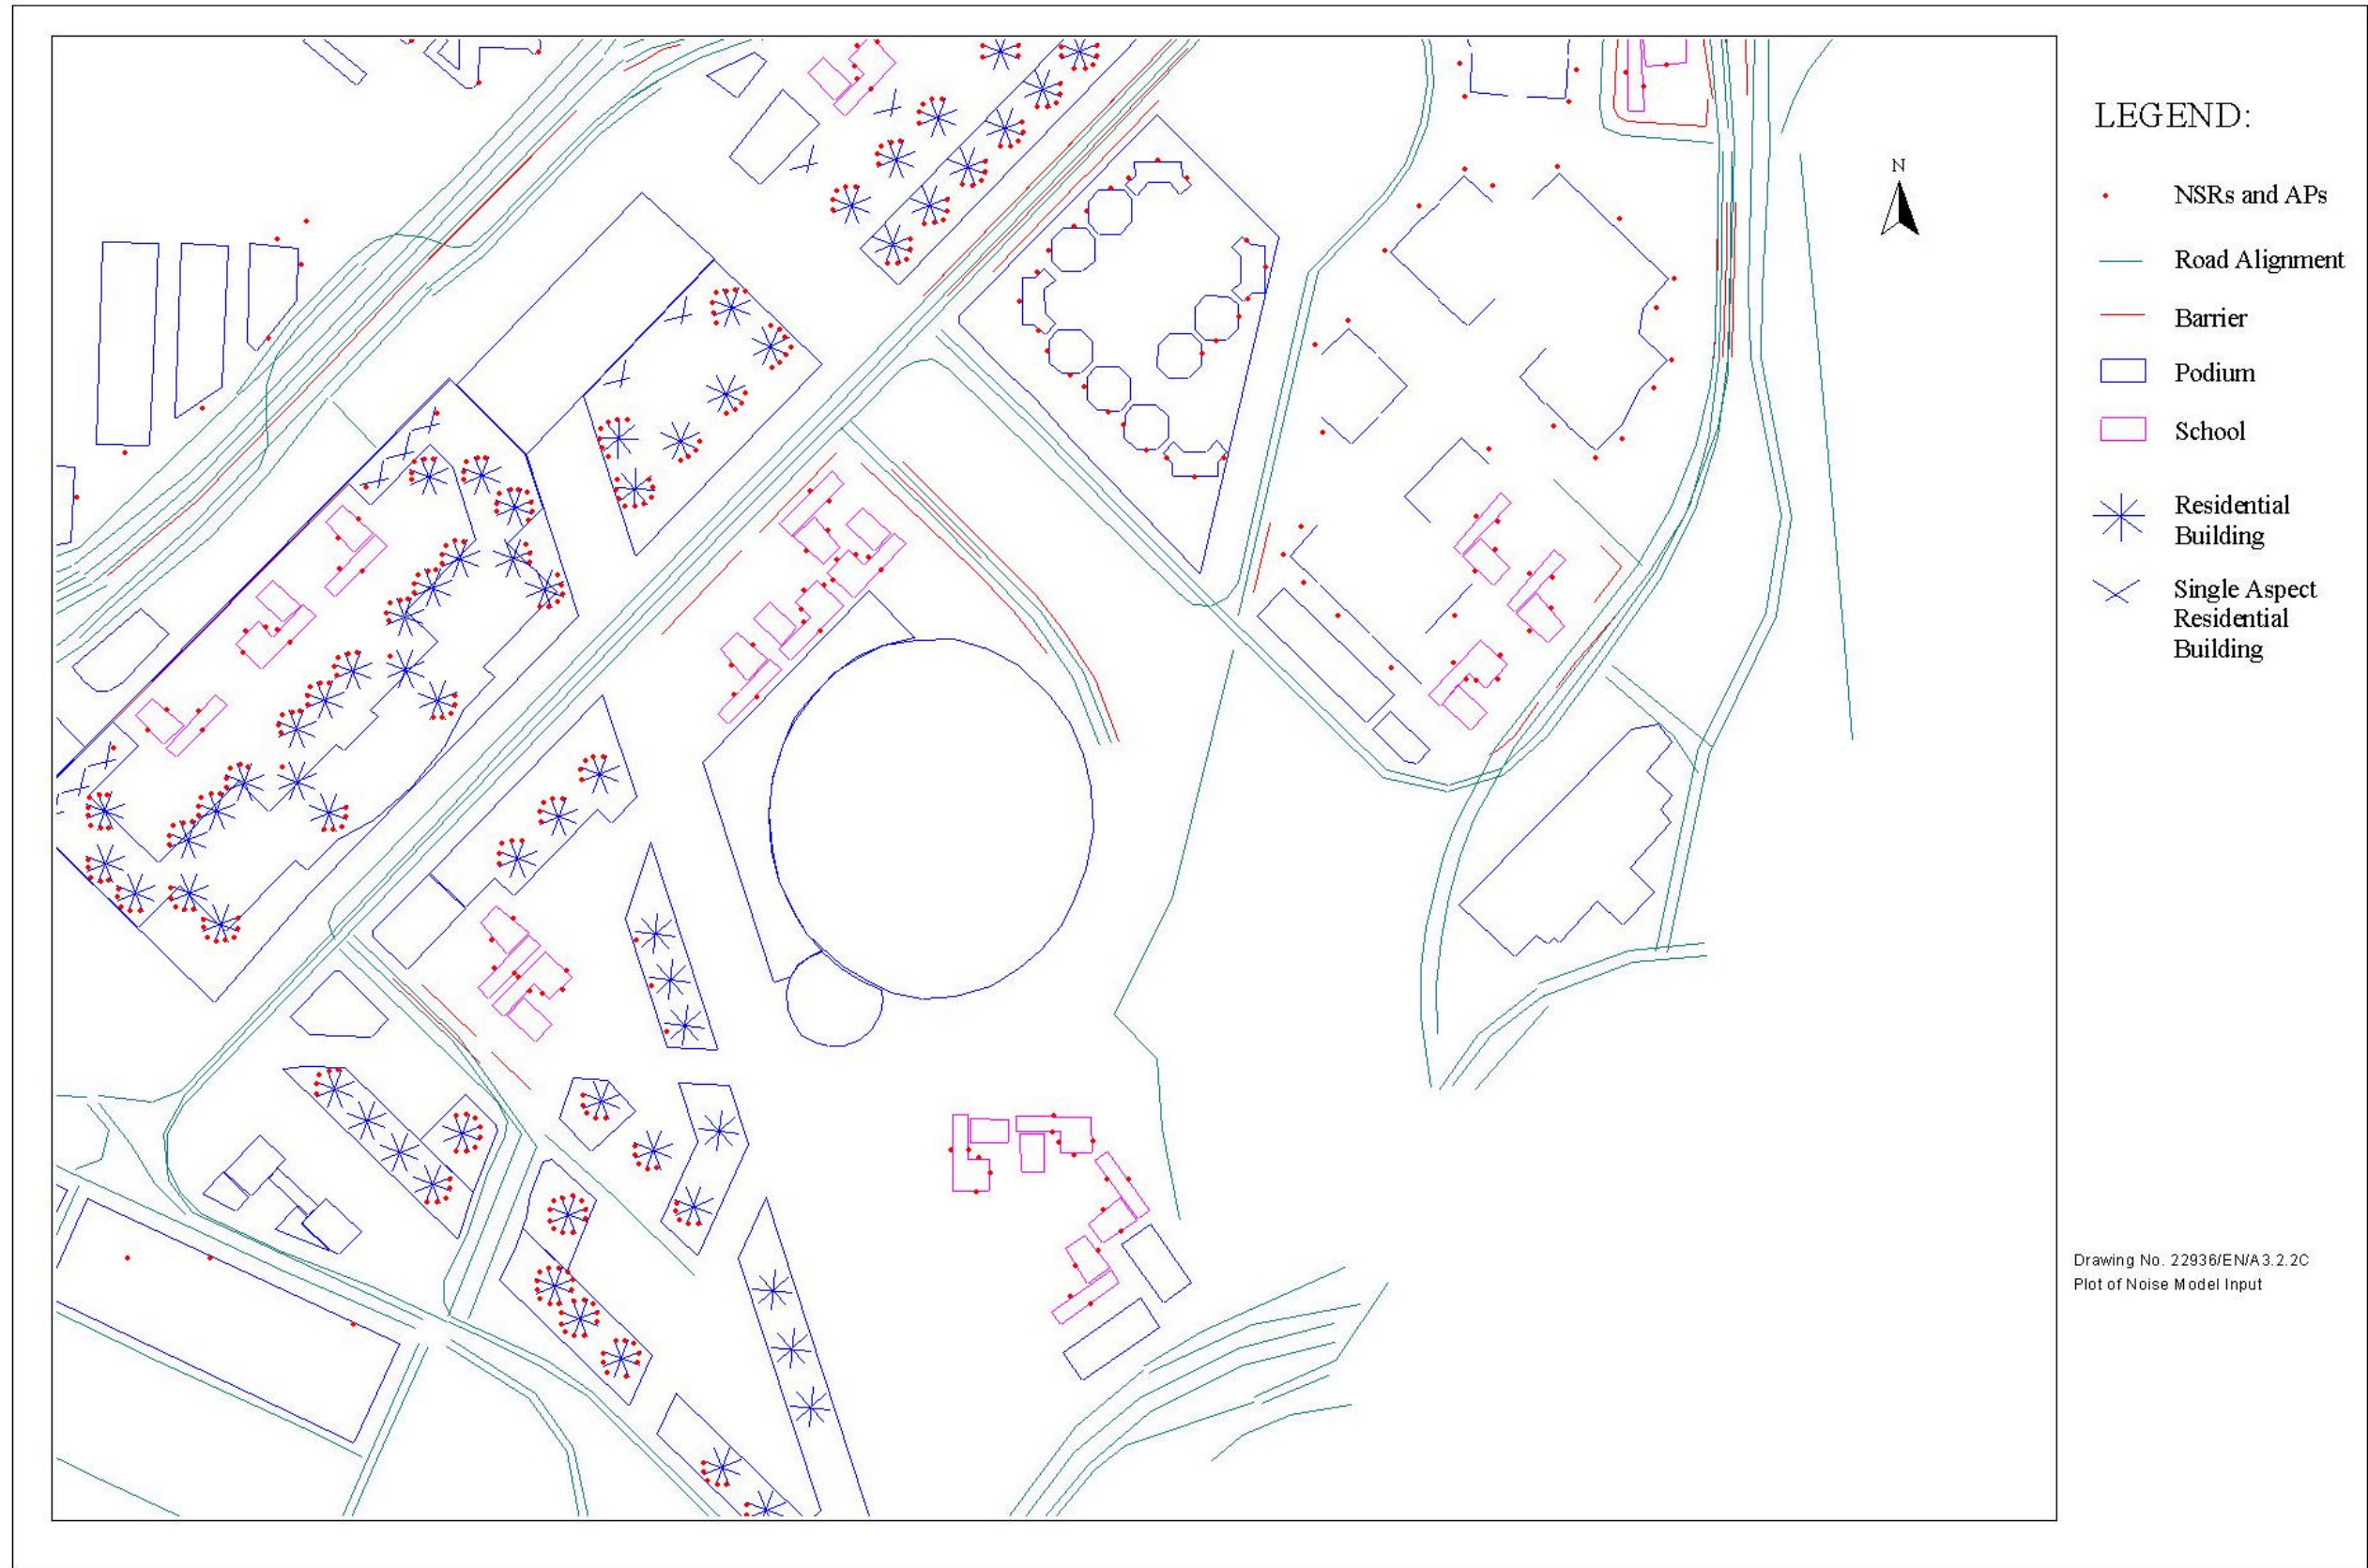 LEGEND:
N
NSRs and APs
Road Alignment
Barrier
Podium
School
Residential
Building
Single Aspect
Residential
Building
Drawing No. 22936/EN/A3.2.2C
Plot of Noise Model Input